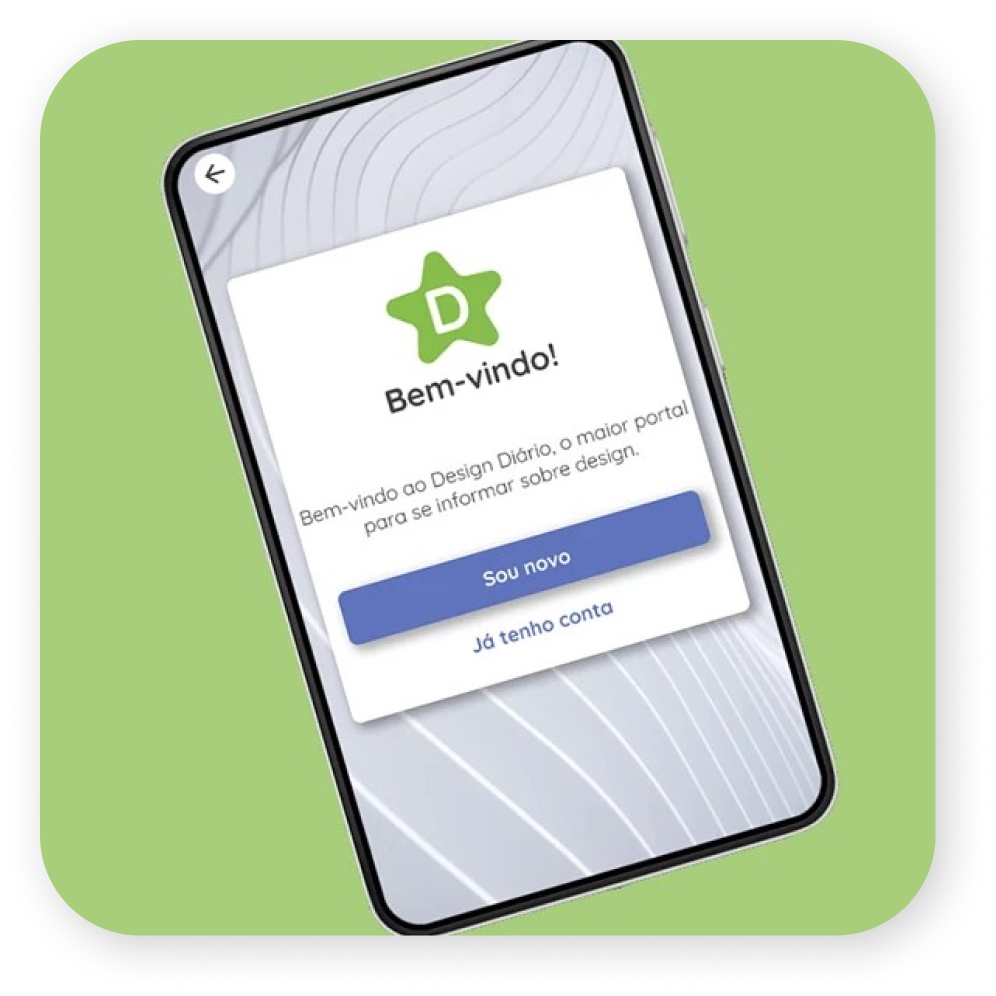 D
Bem-vindo!
Bem-vindo ao Design Diário, o maior portal
para se informar sobre design.
Sou novo
Já tenho conta